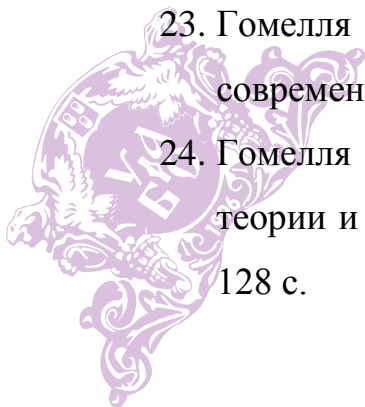 23. Гомелля
современ
24. Гомелля
теории и
128 с.